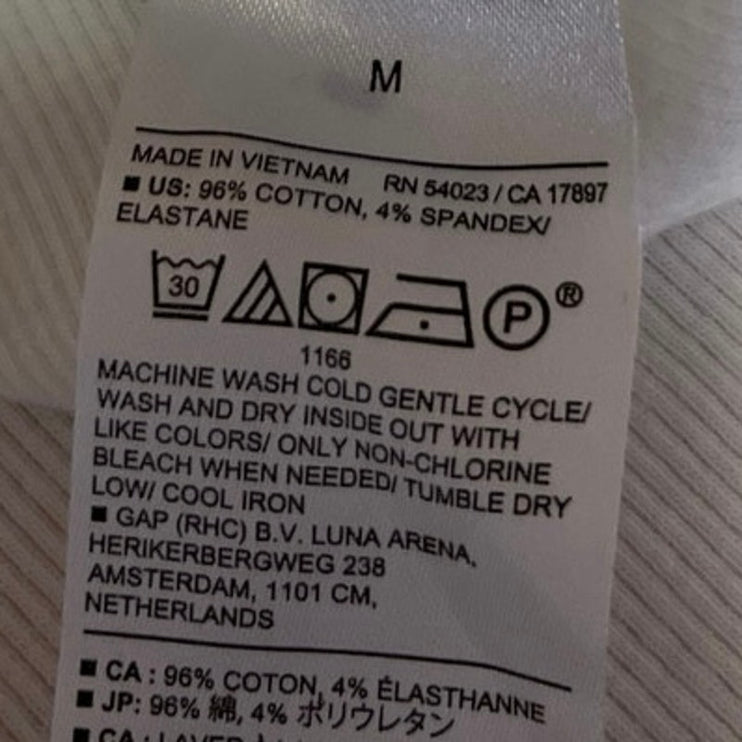 M
MADE IN VIETNAM RN 54023 / CA 17897
■ US: 96% COTTON, 4% SPANDEX/
ELASTANE
30 P ®
1166
MACHINE WASH COLD GENTLE CYCLE/
WASH AND DRY INSIDE OUT WITH
LIKE COLORS/ ONLY NON-CHLORINE
BLEACH WHEN NEEDED/ TUMBLE DRY
LOW/ COOL IRON
■ GAP (RHC) B.V. LUNA ARENA,
HERIKERBERGWEG 238
AMSTERDAM, 1101 CM,
NETHERLANDS
■ CA : 96% COTON, 4% ÉLASTHANNE
■ JP: 96% 綿, 4% ポリウレタン
■ CA : LAVER